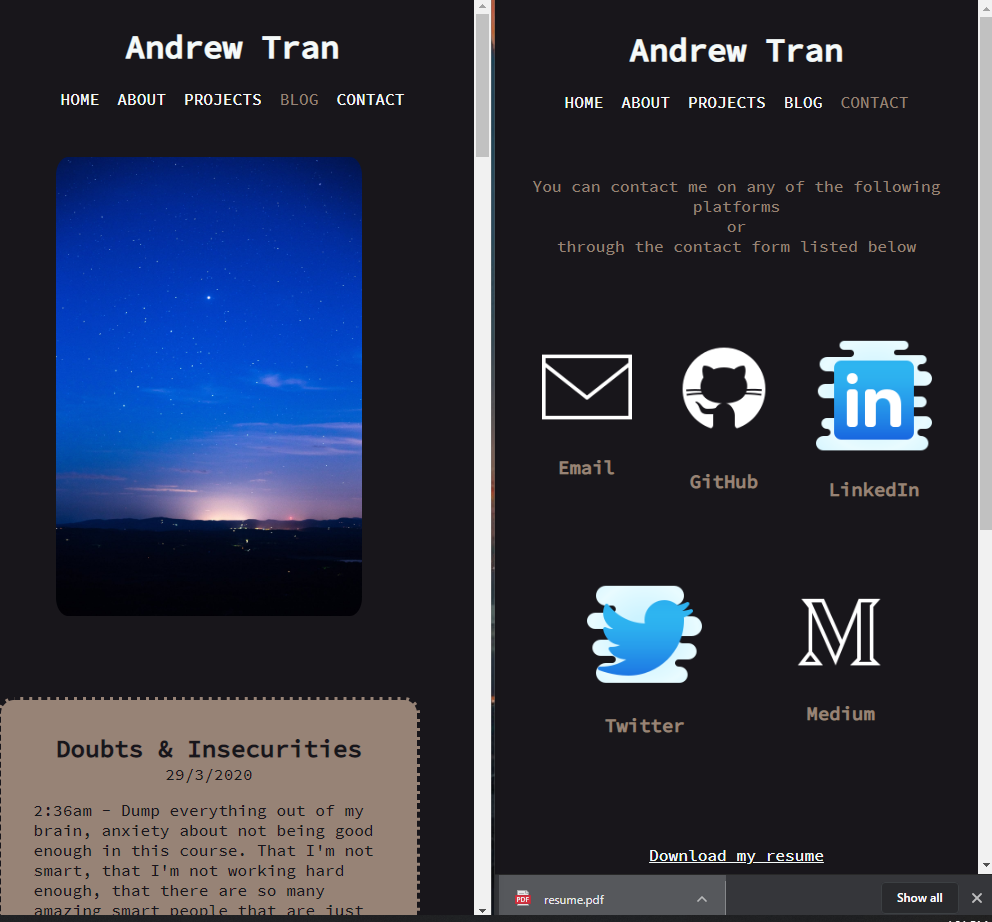 Andrew Tran
HOME ABOUT PROJECTS BLOG CONTACT
Doubts & Insecurities
29/3/2020
2:36am - Dump everything out of my
brain, anxiety about not being good
enough in this course. That I'm not
smart, that I'm not working hard
enough, that there are so many
amazing smart people that are just
Andrew Tran
HOME ABOUT PROJECTS BLOG CONTACT
You can contact me on any of the following
platforms
or
through the contact form listed below
in
Email
GitHub
LinkedIn
M
Twitter
Medium
Download my resume
PDF
resume.pdf
Show all